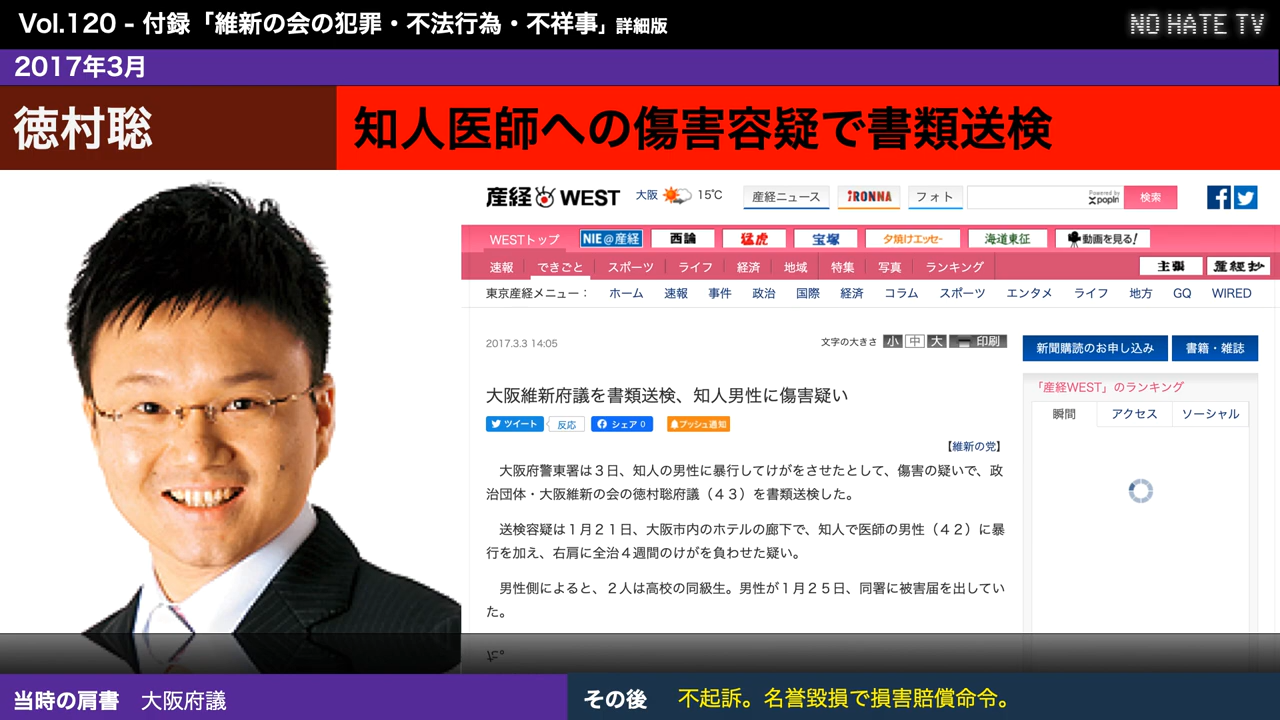 Vol.120 - 付録「維新の会の犯罪・不法行為・不祥事」詳細版
NO HATE TV
2017年3月
徳村聡
知人医師への傷害容疑で書類送検
産経WEST
大阪 15℃
産経ニュース
iRONNA
フォト
Powered by popIn
検索
WESTトップ
NIE@産経
西論
猛虎
宝塚
夕焼けエッセー
海道東征
動画を見る!
速報 できごと スポーツ ライフ 経済 地域 特集 写真 ランキング
主張
産經抄
東京産経メニュー: ホーム 速報 事件 政治 国際 経済 コラム スポーツ エンタメ ライフ 地方 GQ WIRED
2017.3.3 14:05
文字の大きさ 小 中 大 印刷
新聞購読のお申し込み
書籍・雑誌
大阪維新府議を書類送検、知人男性に傷害疑い
「産経WEST」のランキング
瞬間 アクセス ソーシャル
ツイート 反応 シェア 0 プッシュ通知
【維新の党】
大阪府警東署は3日、知人の男性に暴行してけがをさせたとして、傷害の疑いで、政
治団体・大阪維新の会の徳村聡府議(43)を書類送検した。
送検容疑は1月21日、大阪市内のホテルの廊下で、知人で医師の男性(42)に暴
行を加え、右肩に全治4週間のけがを負わせた疑い。
男性側によると、2人は高校の同級生。男性が1月25日、同署に被害届を出してい
た。
当時の肩書 大阪府議
その後 不起訴。名誉毀損で損害賠償命令。